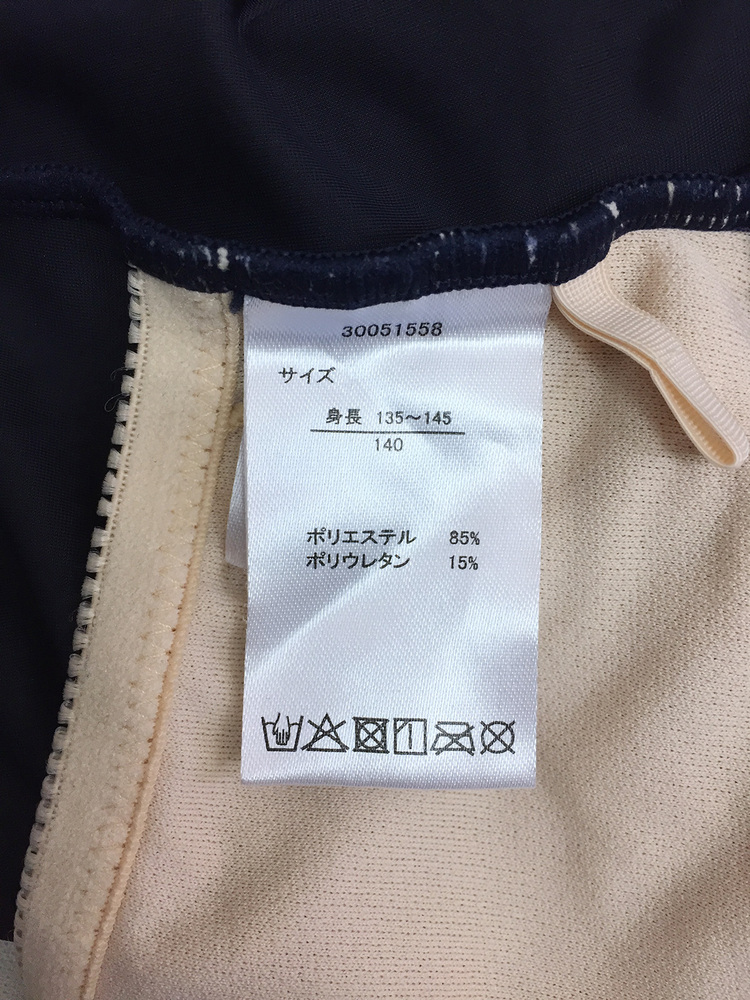 30051558
サイズ
身長 135～145
140
ポリエステル 85%
ポリウレタン 15%